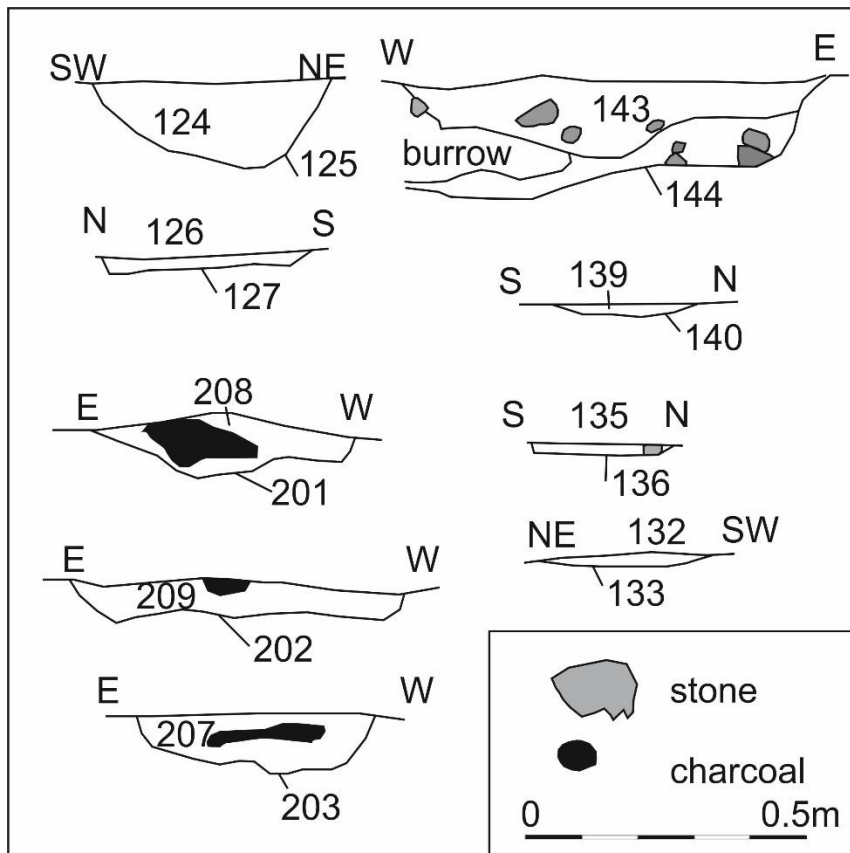 SW NE
124
125
W E
143
burrow
144
N 126 S
127
S 139 N
140
E 208 W
201
S 135 N
136
NE 132 SW
133
E W
209
202
E W
207
203
stone
charcoal
0 0.5m